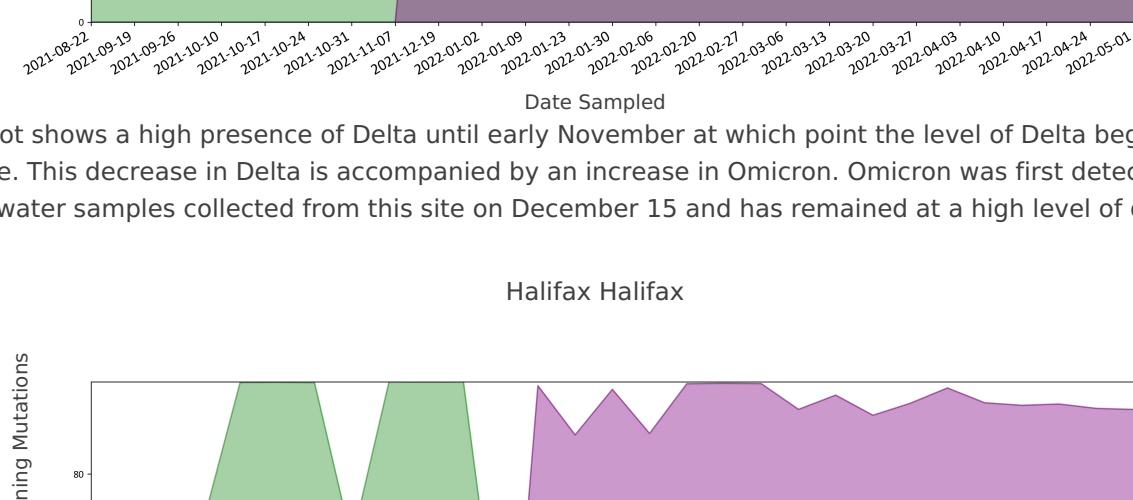 0
2021-08-22 2021-09-19 2021-09-26 2021-10-10 2021-10-17 2021-10-24 2021-10-31 2021-11-07 2021-12-19 2022-01-02 2022-01-09 2022-01-23 2022-01-30 2022-02-06 2022-02-20 2022-02-27 2022-03-06 2022-03-13 2022-03-20 2022-03-27 2022-04-03 2022-04-10 2022-04-17 2022-04-24 2022-05-01
Date Sampled
ot shows a high presence of Delta until early November at which point the level of Delta beg
e. This decrease in Delta is accompanied by an increase in Omicron. Omicron was first detec
water samples collected from this site on December 15 and has remained at a high level of
Halifax Halifax
ning Mutations
80